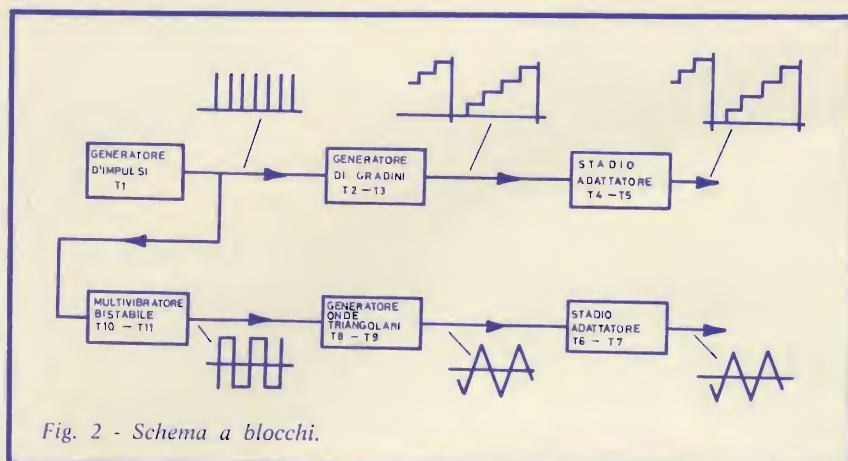 GENERATORE
D'IMPULSI
T1
GENERATORE
DI GRADINI
T2 – T3
STADIO
ADATTATORE
T4 – T5
MULTIVIBRATORE
BISTABILE
T10 – T11
GENERATORE
ONDE
TRIANGOLARI
T8 – T9
STADIO
ADATTATORE
T6 – T7
Fig. 2 - Schema a blocchi.